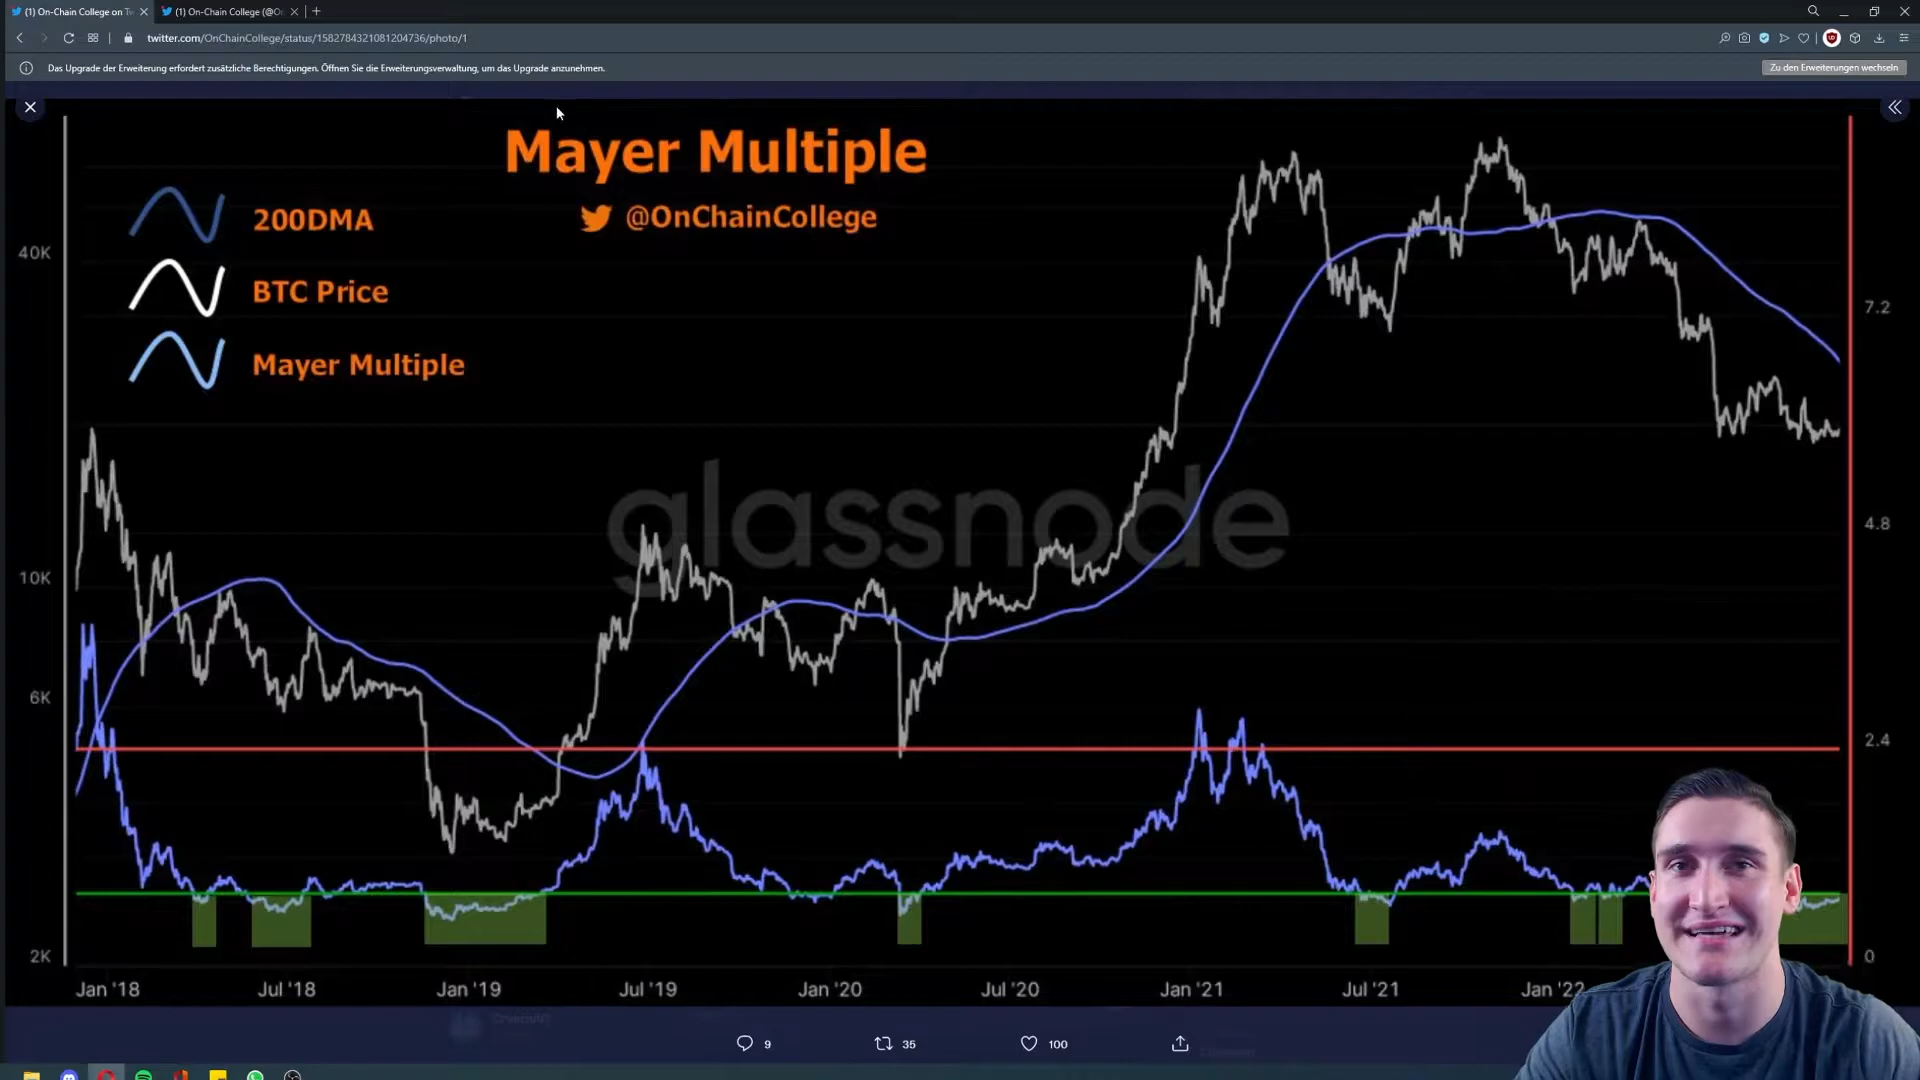 (1) On-Chain College on Tw
(1) On-Chain College (@On
twitter.com/OnChainCollege/status/1582784321081204736/photo/1
Das Upgrade der Erweiterung erfordert zusätzliche Berechtigungen. Öffnen Sie die Erweiterungsverwaltung, um das Upgrade anzunehmen.
Zu den Erweiterungen wechseln
Mayer Multiple
@OnChainCollege
200DMA
BTC Price
Mayer Multiple
40K
10K
6K
2K
7.2
4.8
2.4
0
glassnode
Jan '18
Jul '18
Jan '19
Jul '19
Jan '20
Jul '20
Jan '21
Jul '21
Jan '22
9
35
100